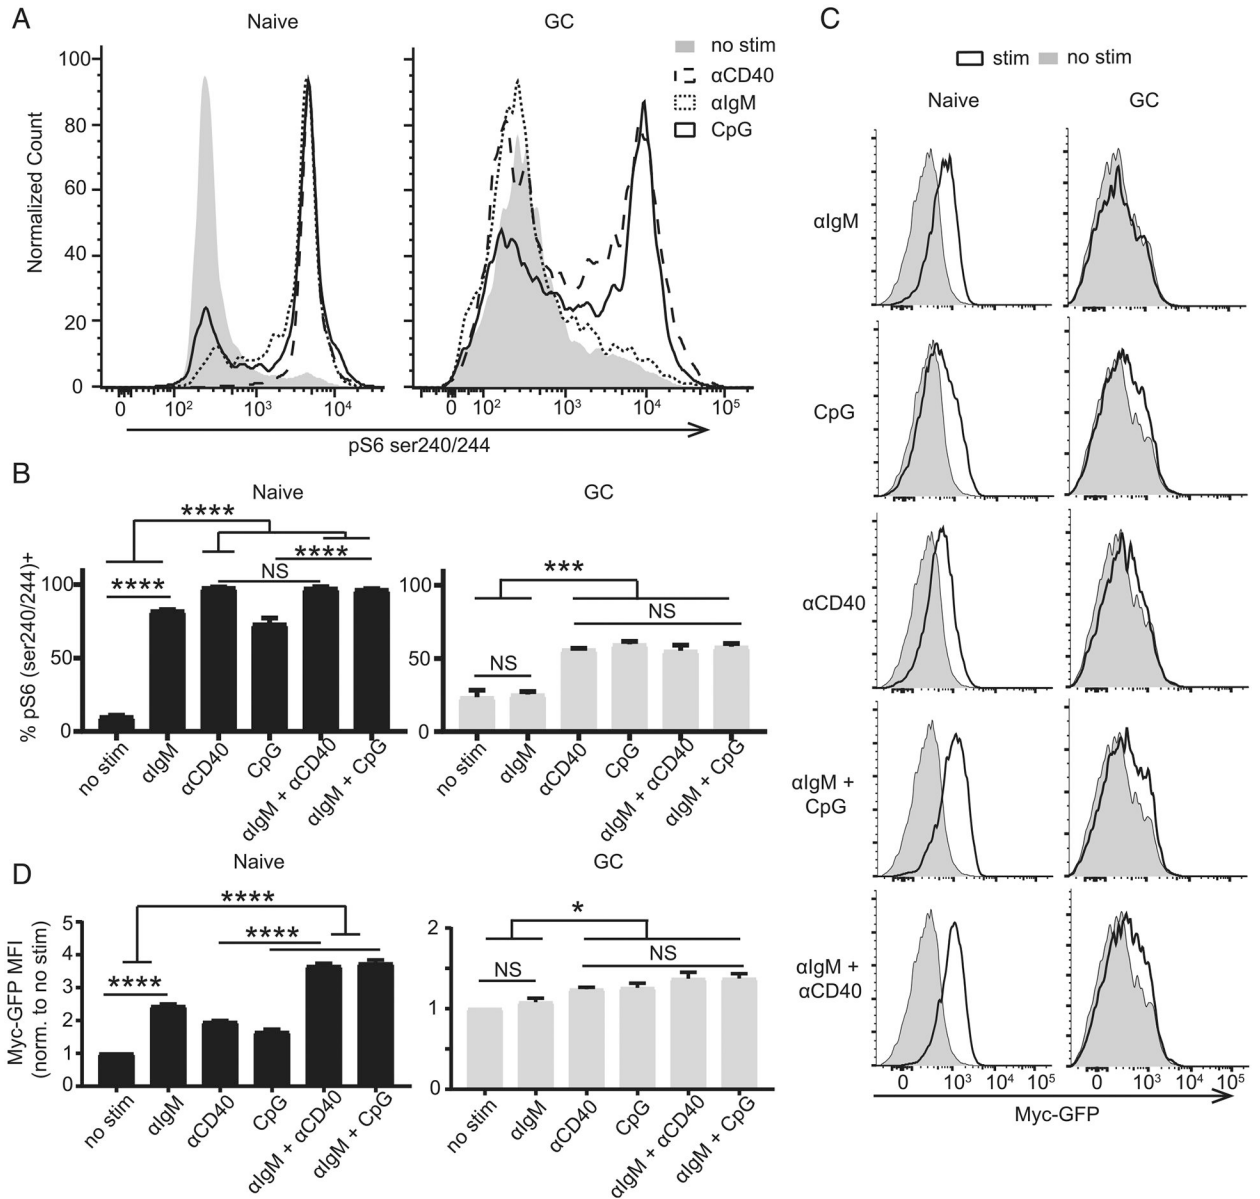 A
Naive
GC
no stim
αCD40
αIgM
CpG
Normalized Count
100
80
60
40
20
0
0 10² 10³ 10⁴
0 10² 10³ 10⁴ 10⁵
pS6 ser240/244
B
Naive
GC
% pS6 (ser240/244)+
100
50
0
****
****
****
NS
no stim
αIgM
αCD40
CpG
αIgM + αCD40
αIgM + CpG
100
50
0
***
NS
NS
no stim
αIgM
αCD40
CpG
αIgM + αCD40
αIgM + CpG
C
stim no stim
Naive
GC
αIgM
CpG
αCD40
αIgM +
CpG
αIgM +
αCD40
0 10³ 10⁴ 10⁵
0 10³ 10⁴ 10⁵
Myc-GFP
D
Naive
GC
Myc-GFP MFI
(norm. to no stim)
5
4
3
2
1
0
****
****
****
no stim
αIgM
αCD40
CpG
αIgM + αCD40
αIgM + CpG
2
1
0
*
NS
NS
no stim
αIgM
αCD40
CpG
αIgM + αCD40
αIgM + CpG